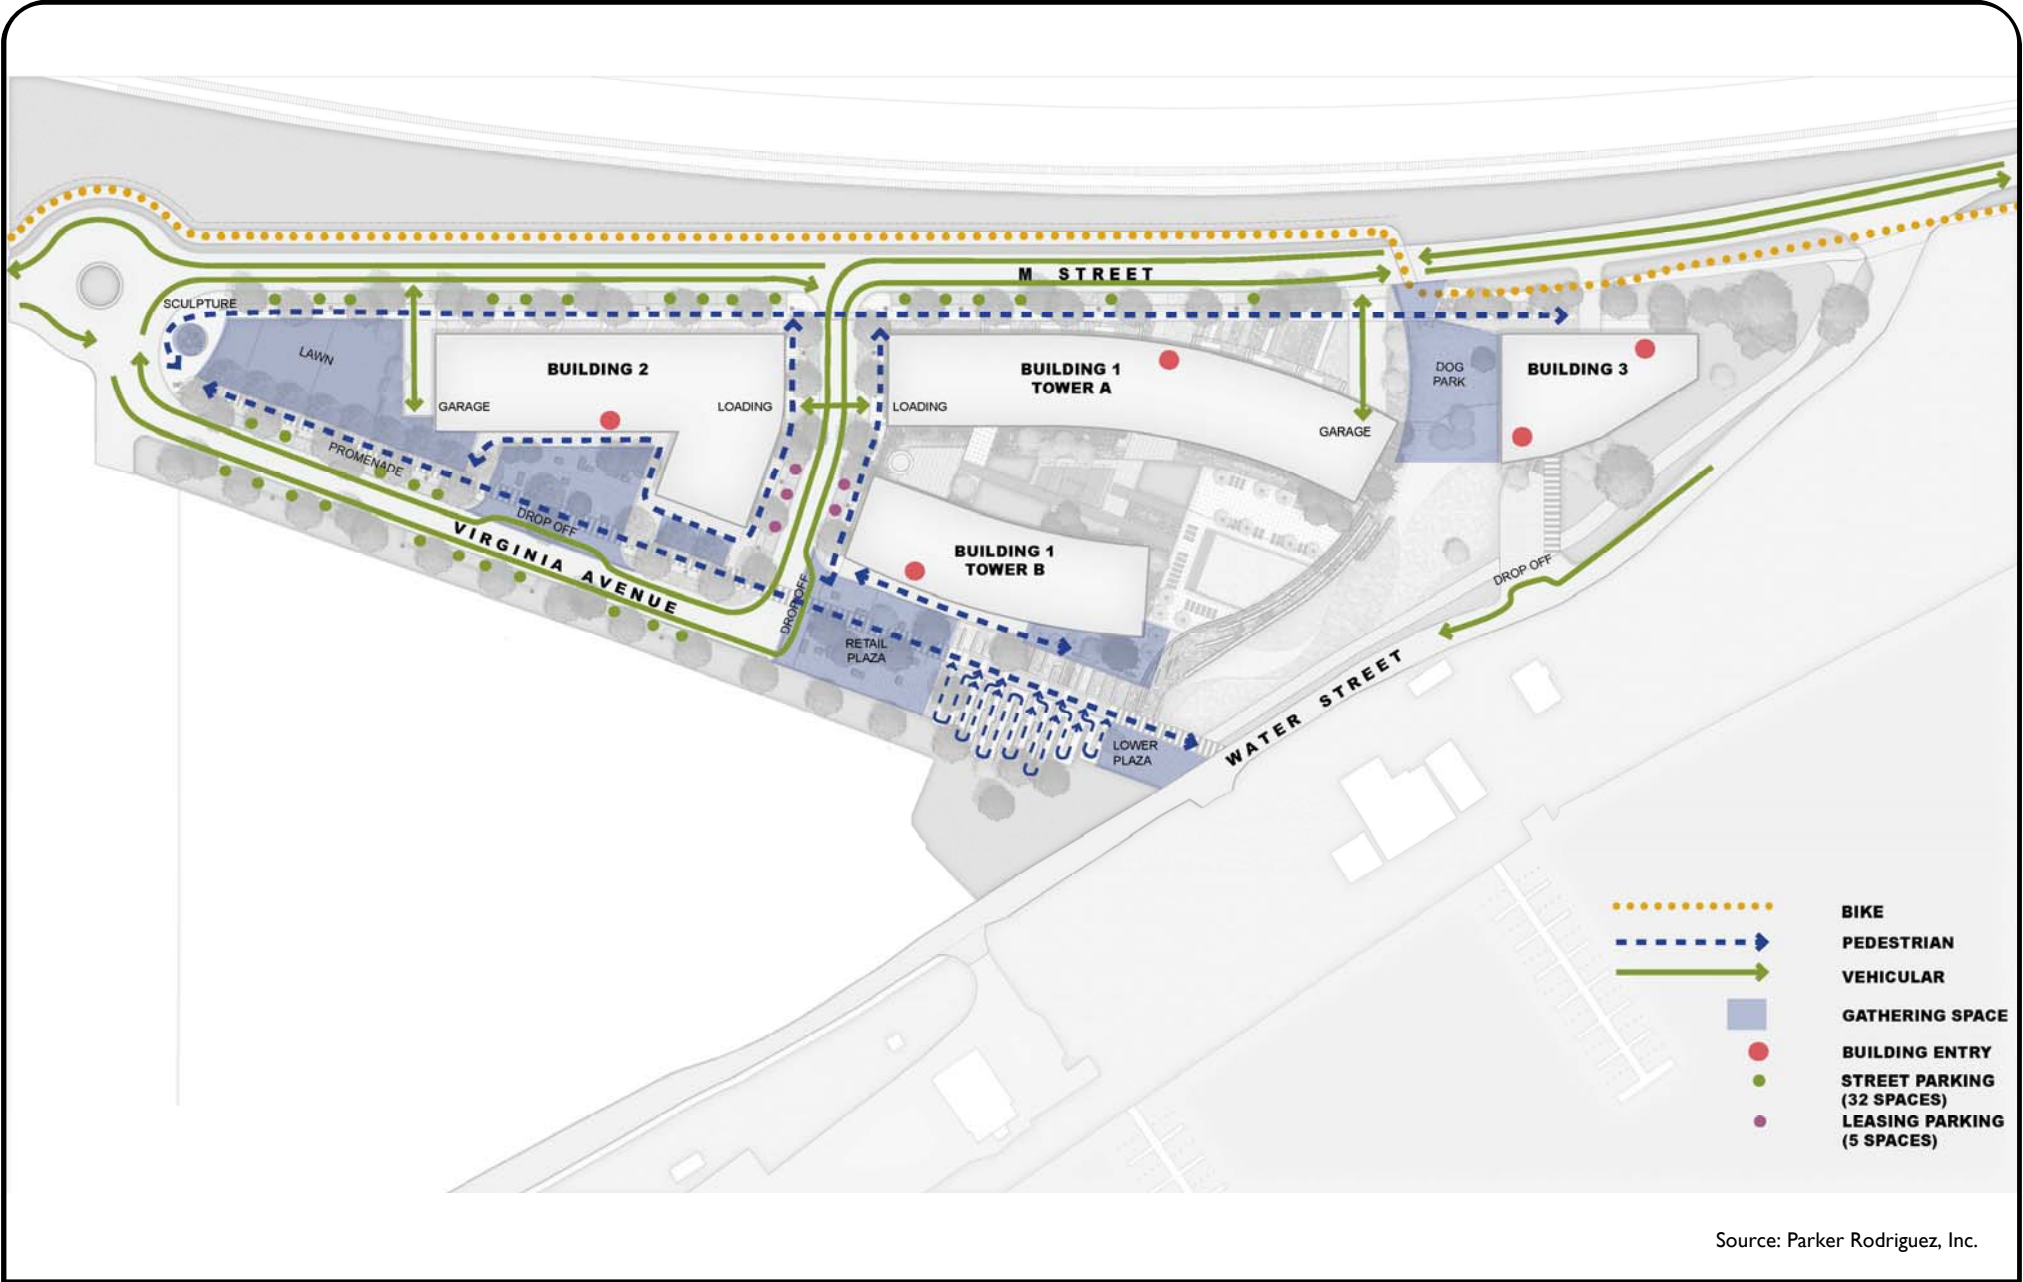 M STREET
SCULPTURE
LAWN
BUILDING 2
BUILDING 1
TOWER A
DOG
PARK
BUILDING 3
GARAGE
LOADING
LOADING
GARAGE
PROMENADE
DROP OFF
VIRGINIA AVENUE
BUILDING 1
TOWER B
DROP OFF
DROP OFF
RETAIL
PLAZA
WATER STREET
LOWER
PLAZA
BIKE
PEDESTRIAN
VEHICULAR
GATHERING SPACE
BUILDING ENTRY
STREET PARKING
(32 SPACES)
LEASING PARKING
(5 SPACES)
Source: Parker Rodriguez, Inc.